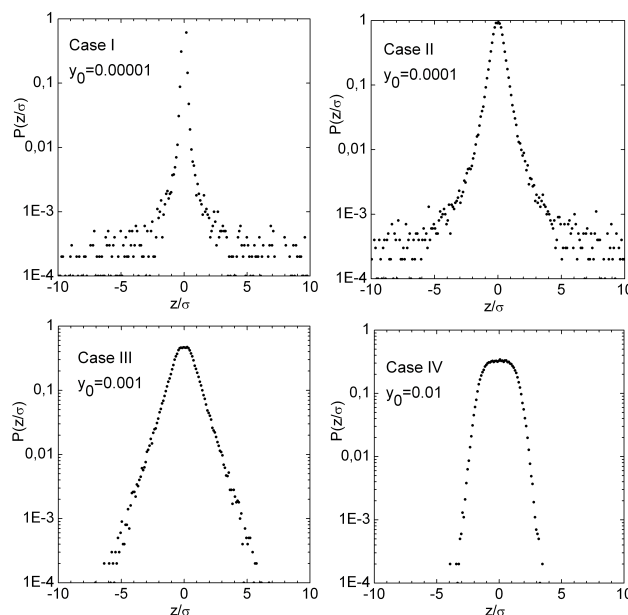 Case I
y0=0.00001
P(z/σ)
1
0,1
0,01
1E-3
1E-4
-10 -5 0 5 10
z/σ
Case II
y0=0.0001
P(z/σ)
1
0,1
0,01
1E-3
1E-4
-10 -5 0 5 10
z/σ
Case III
y0=0.001
P(z/σ)
1
0,1
0,01
1E-3
1E-4
-10 -5 0 5 10
z/σ
Case IV
y0=0.01
P(z/σ)
1
0,1
0,01
1E-3
1E-4
-10 -5 0 5 10
z/σ